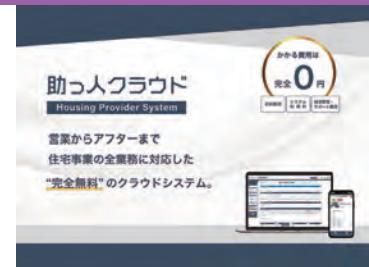 かかる費用は
完全0円
助っ人クラウド
Housing Provider System
営業からアフターまで
住宅事業の全業務に対応した
“完全無料”のクラウドシステム。